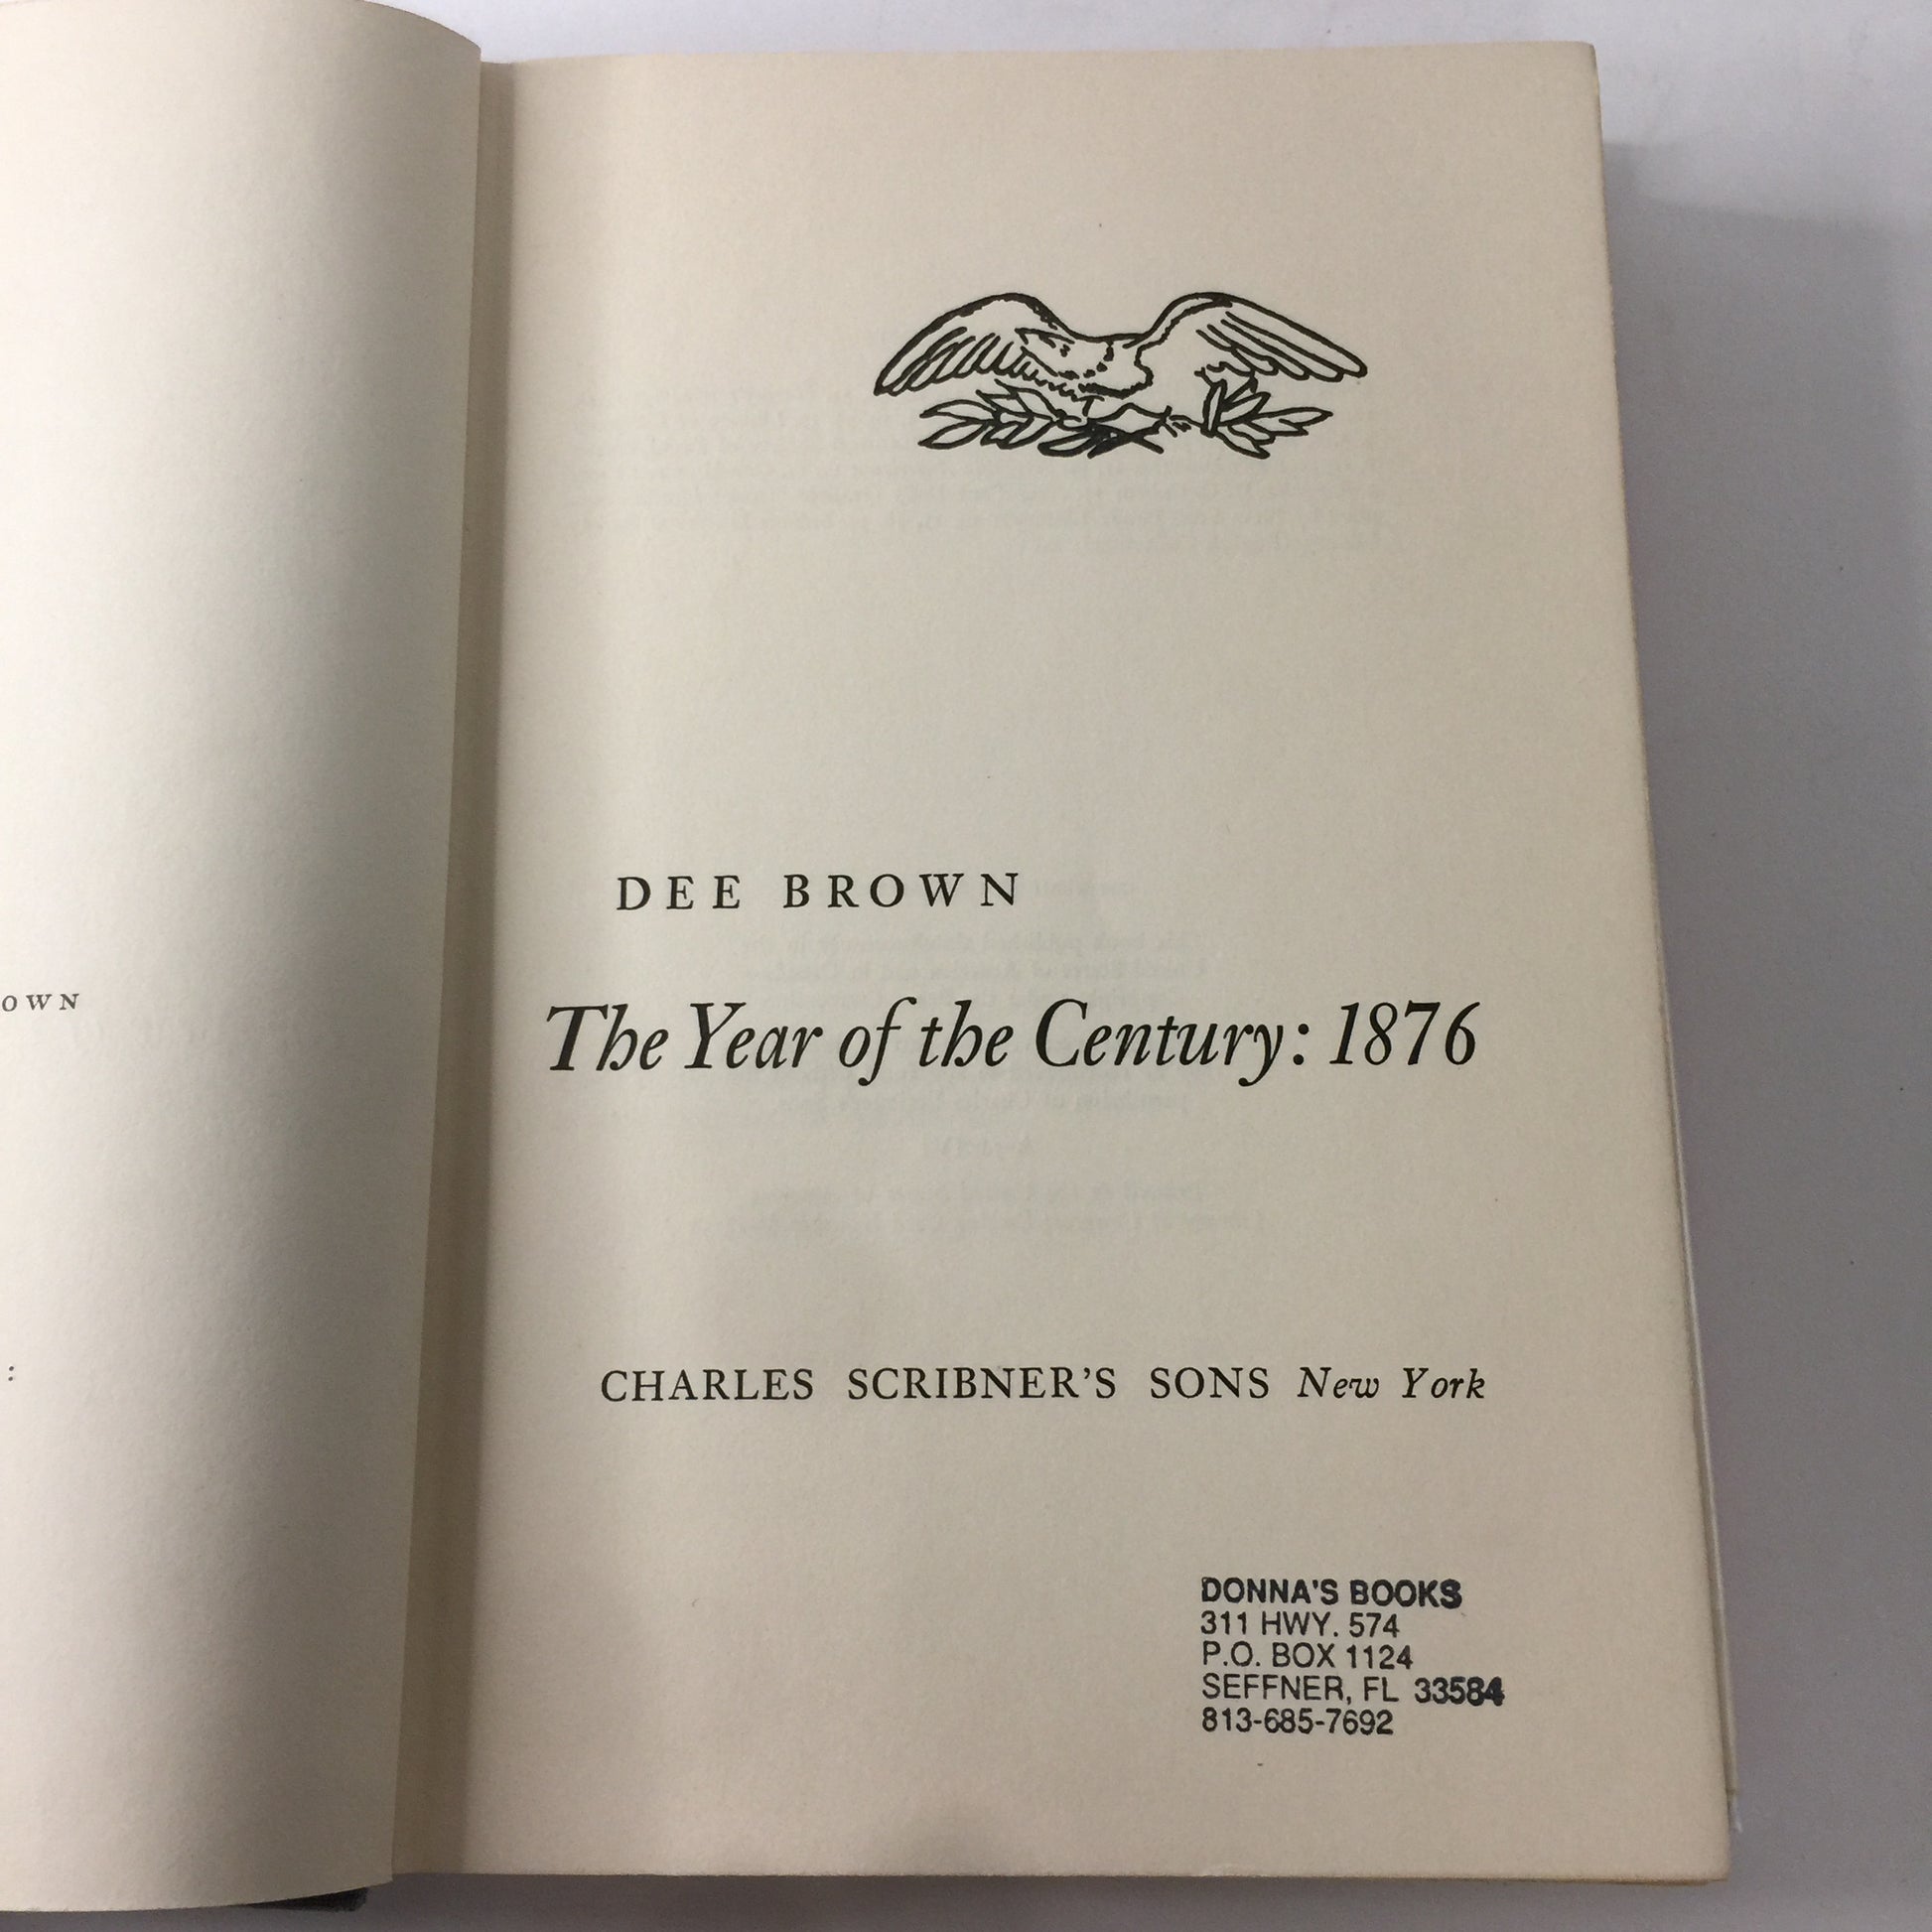 OWN
:
DEE BROWN
The Year of the Century: 1876
CHARLES SCRIBNER'S SONS New York
DONNA'S BOOKS
311 HWY. 574
P.O. BOX 1124
SEFFNER, FL 33584
813-685-7692